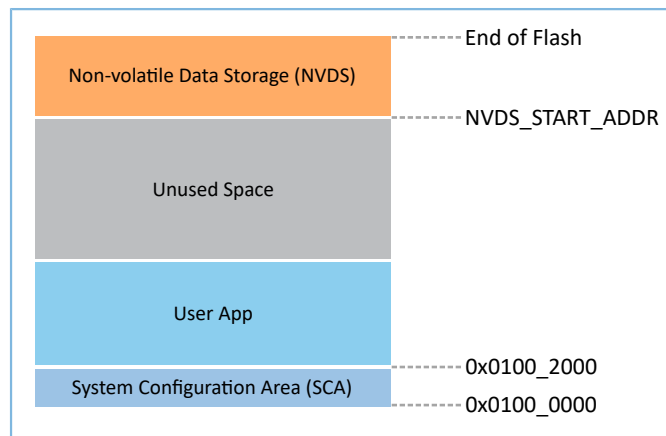 End of Flash
Non-volatile Data Storage (NVDS)
NVDS_START_ADDR
Unused Space
User App
0x0100_2000
System Configuration Area (SCA)
0x0100_0000